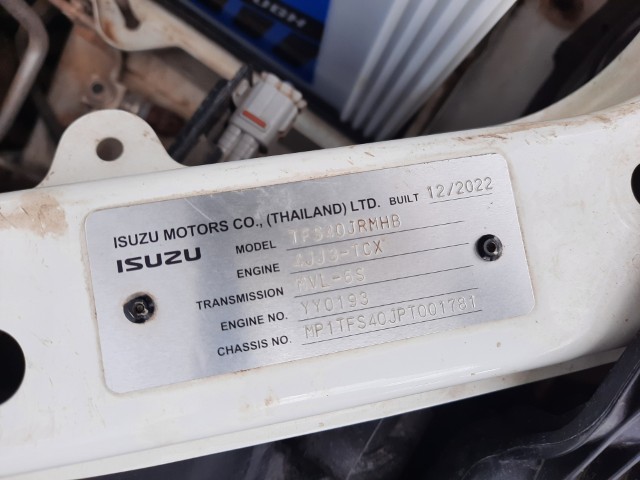 ISUZU MOTORS CO., (THAILAND) LTD. BUILT 12/2022
ISUZU MODEL TFS40JRMHB
ENGINE 4JJ3-TCX
TRANSMISSION MVL-6S
ENGINE NO. YY0193
CHASSIS NO. MP1TFS40JPT001781